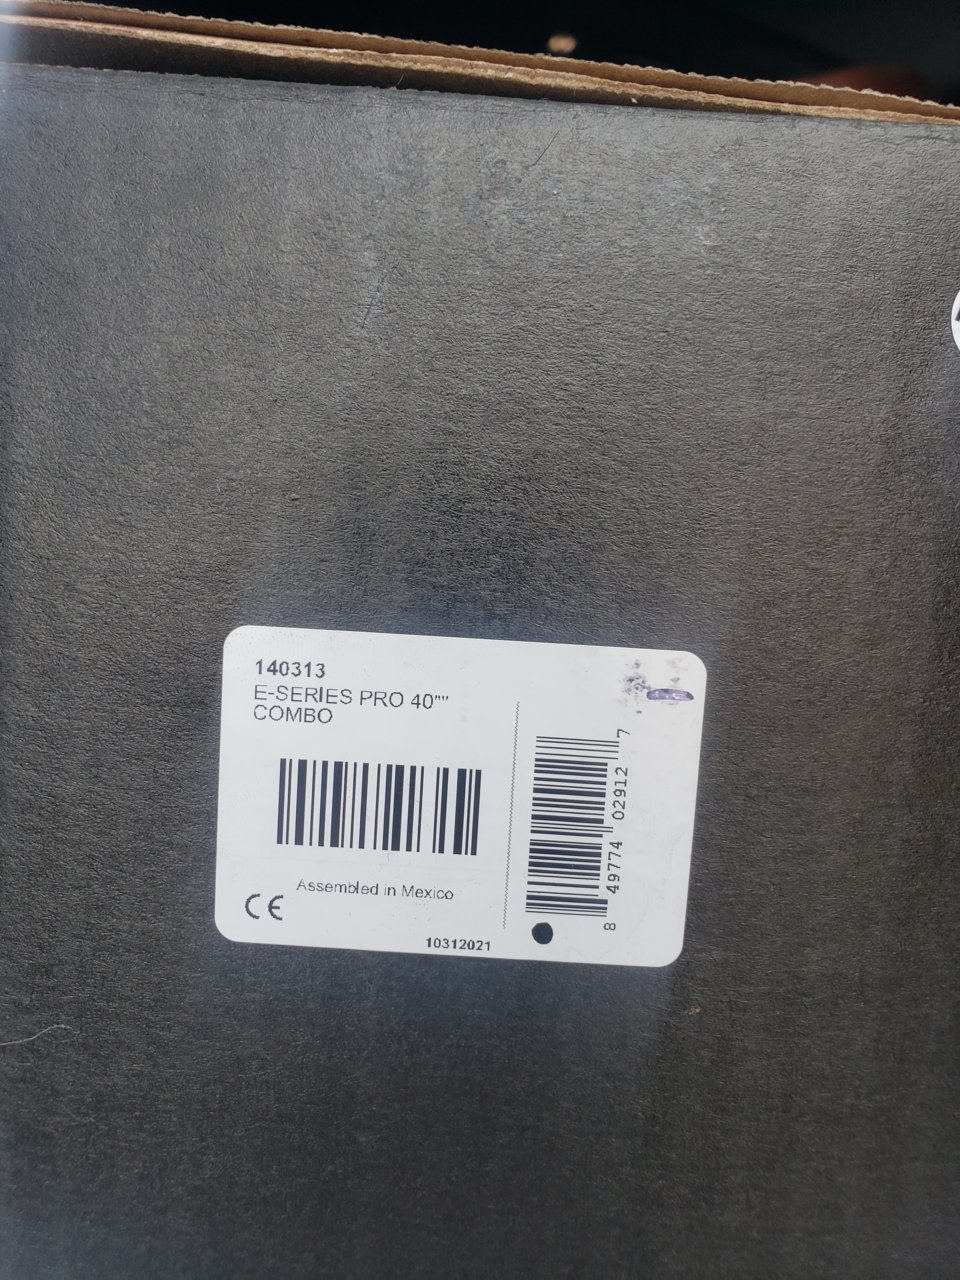 140313
E-SERIES PRO 40""
COMBO
Assembled in Mexico
CE
10312021
8 49774 02912 7